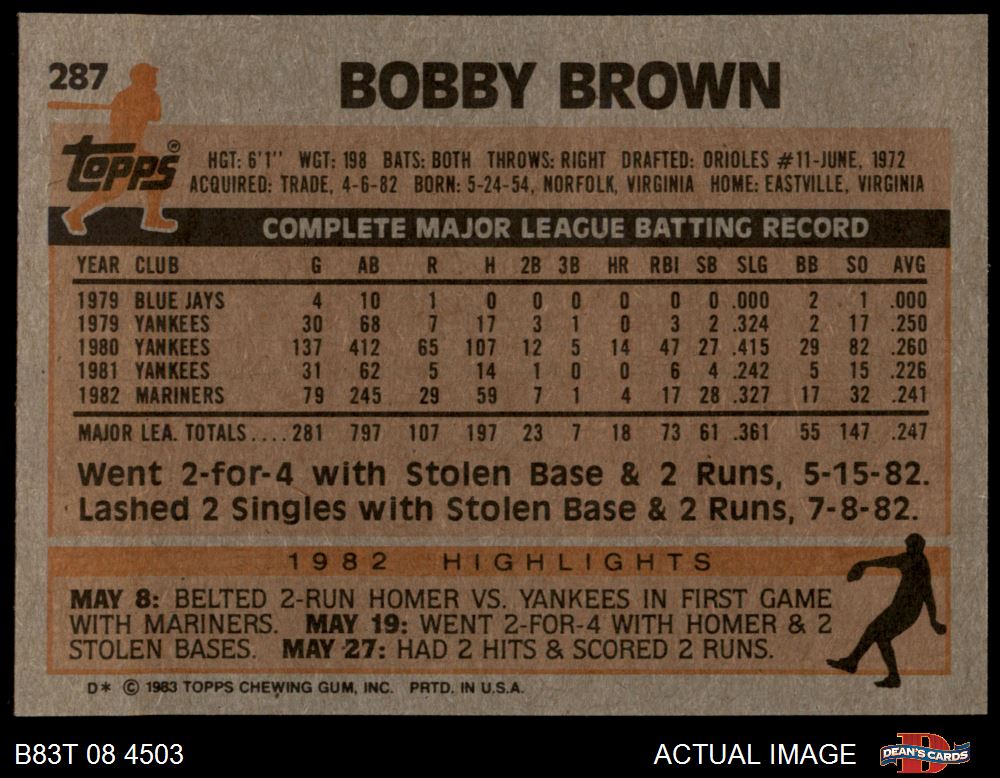 287
BOBBY BROWN
topps®
HGT: 6'1" WGT: 198 BATS: BOTH THROWS: RIGHT DRAFTED: ORIOLES #11-JUNE, 1972
ACQUIRED: TRADE, 4-6-82 BORN: 5-24-54, NORFOLK, VIRGINIA HOME: EASTVILLE, VIRGINIA
COMPLETE MAJOR LEAGUE BATTING RECORD
YEAR CLUB G AB R H 2B 3B HR RBI SB SLG BB SO AVG
1979 BLUE JAYS 4 10 1 0 0 0 0 0 0 .000 2 1 .000
1979 YANKEES 30 68 7 17 3 1 0 3 2 .324 2 17 .250
1980 YANKEES 137 412 65 107 12 5 14 47 27 .415 29 82 .260
1981 YANKEES 31 62 5 14 1 0 0 6 4 .242 5 15 .226
1982 MARINERS 79 245 29 59 7 1 4 17 28 .327 17 32 .241
MAJOR LEA. TOTALS....281 797 107 197 23 7 18 73 61 .361 55 147 .247
Went 2-for-4 with Stolen Base & 2 Runs, 5-15-82.
Lashed 2 Singles with Stolen Base & 2 Runs, 7-8-82.
1982 HIGHLIGHTS
MAY 8: BELTED 2-RUN HOMER VS. YANKEES IN FIRST GAME
WITH MARINERS. MAY 19: WENT 2-FOR-4 WITH HOMER & 2
STOLEN BASES. MAY 27: HAD 2 HITS & SCORED 2 RUNS.
D* © 1983 TOPPS CHEWING GUM, INC. PRTD. IN U.S.A.
B83T 08 4503
ACTUAL IMAGE
D
DEAN'S CARDS